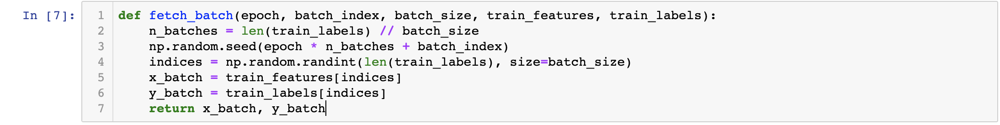 In [7]:
1 def fetch_batch(epoch, batch_index, batch_size, train_features, train_labels):
2     n_batches = len(train_labels) // batch_size
3     np.random.seed(epoch * n_batches + batch_index)
4     indices = np.random.randint(len(train_labels), size=batch_size)
5     x_batch = train_features[indices]
6     y_batch = train_labels[indices]
7     return x_batch, y_batch